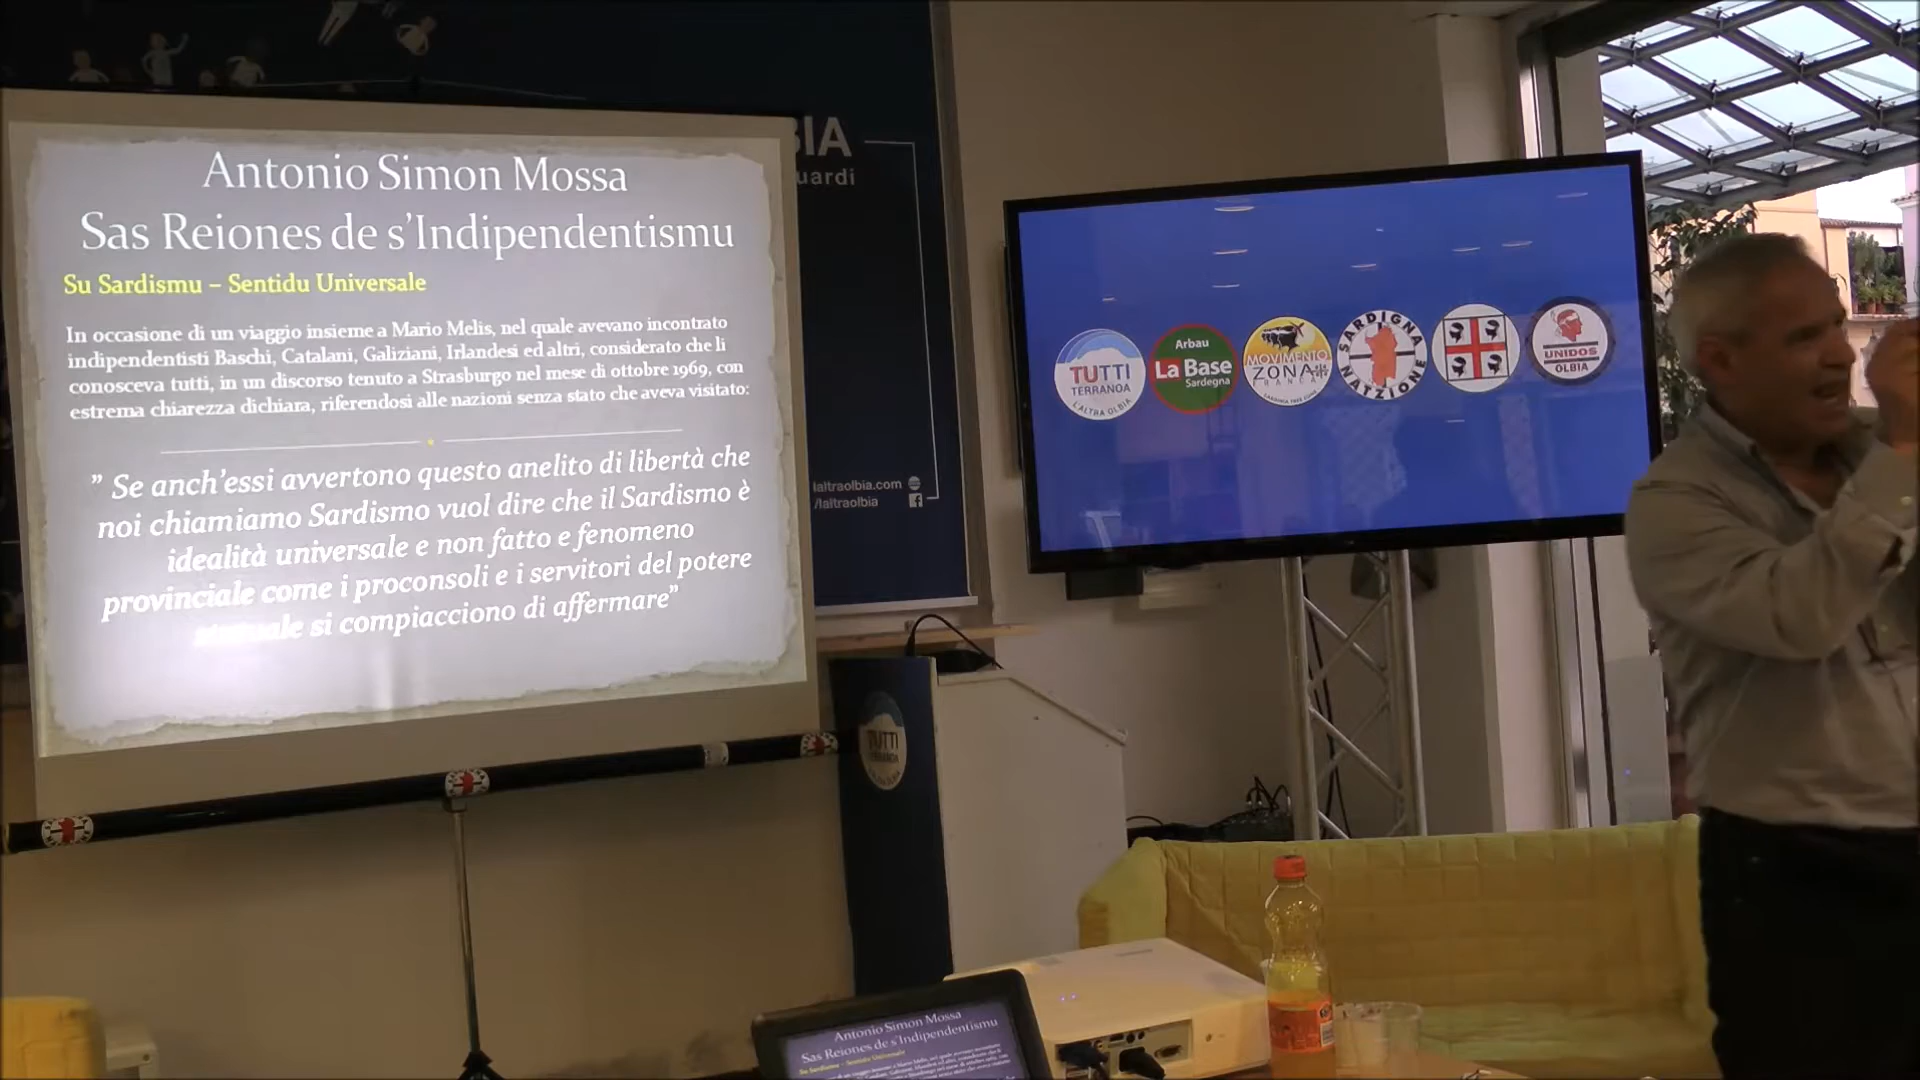 Antonio Simon Mossa
Sas Reiones de s'Indipendentismu
Su Sardismu – Sentidu Universale
In occasione di un viaggio insieme a Mario Melis, nel quale avevano incontrato
indipendentisti Baschi, Catalani, Galiziani, Irlandesi ed altri, considerato che li
conosceva tutti, in un discorso tenuto a Strasburgo nel mese di ottobre 1969, con
estrema chiarezza dichiara, riferendosi alle nazioni senza stato che aveva visitato:
” Se anch'essi avvertono questo anelito di libertà che
noi chiamiamo Sardismo vuol dire che il Sardismo è
idealità universale e non fatto e fenomeno
provinciale come i proconsoli e i servitori del potere
si compiacciono di affermare”
BIA
uardi
laltraolbia.com
/laltraolbia
TUTTI
TERRANOA
L'ALTRA OLBIA
Arbau
La Base
Sardegna
MOVIMENTO
ZONA
FRANCA
SARDIGNA
NATZIONE
UNIDOS
OLBIA
TUTTI
TERRANOA
Antonio Simon Mossa
Sas Reiones de s'Indipendentismu
Su Sardismu – Sentidu Universale